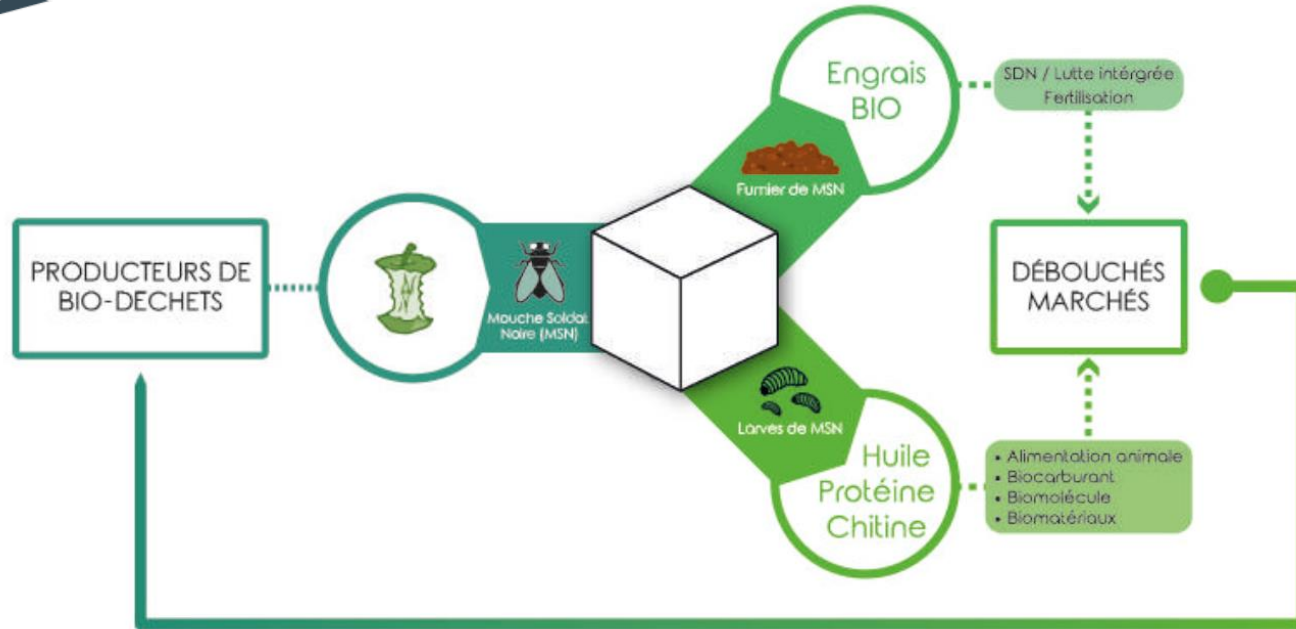 PRODUCTEURS DE
BIO-DECHETS
Mouche Soldat
Noire (MSN)
Fumier de MSN
Engrais
BIO
SDN / Lutte intérgrée
Fertilisation
DÉBOUCHÉS
MARCHÉS
Larves de MSN
Huile
Protéine
Chitine
• Alimentation animale
• Biocarburant
• Biomolécule
• Biomatériaux